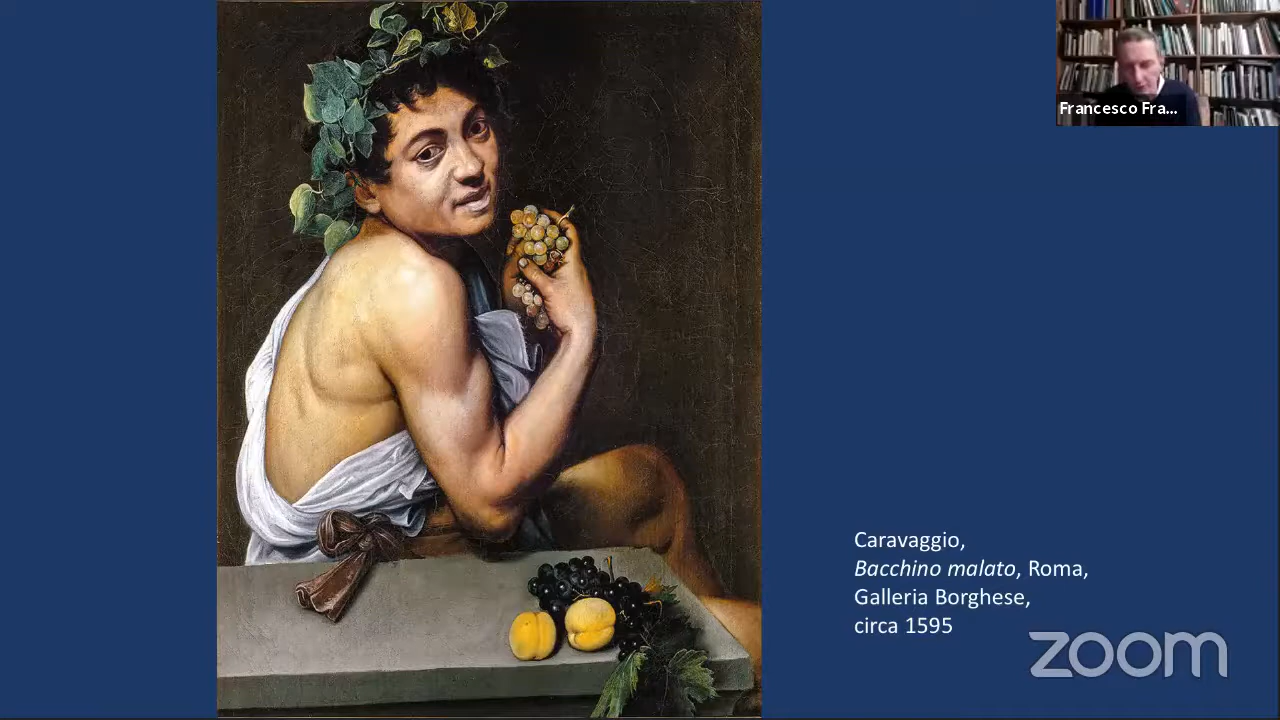 Francesco Fra...
Caravaggio,
Bacchino malato, Roma,
Galleria Borghese,
circa 1595
zoom